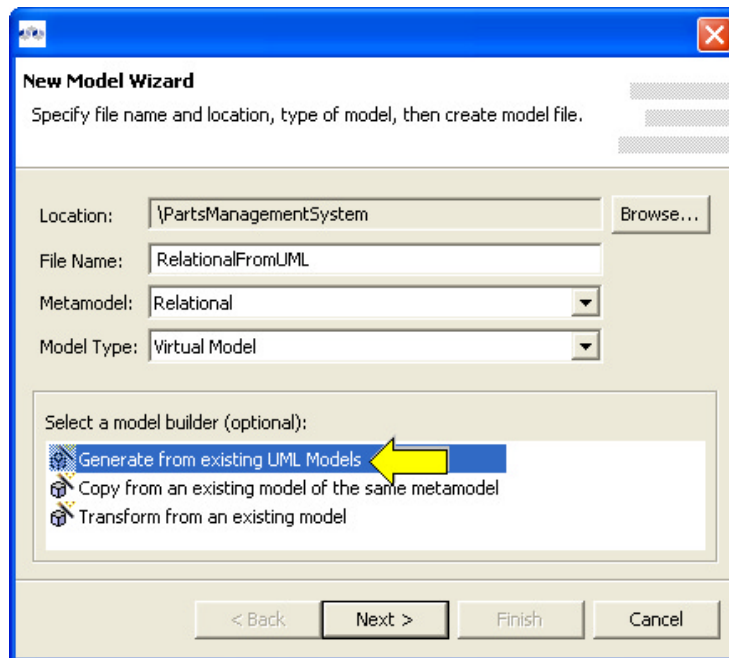 New Model Wizard
Specify file name and location, type of model, then create model file.
Location: \PartsManagementSystem Browse...
File Name: RelationalFromUML
Metamodel: Relational
Model Type: Virtual Model
Select a model builder (optional):
Generate from existing UML Models
Copy from an existing model of the same metamodel
Transform from an existing model
< Back Next > Finish Cancel